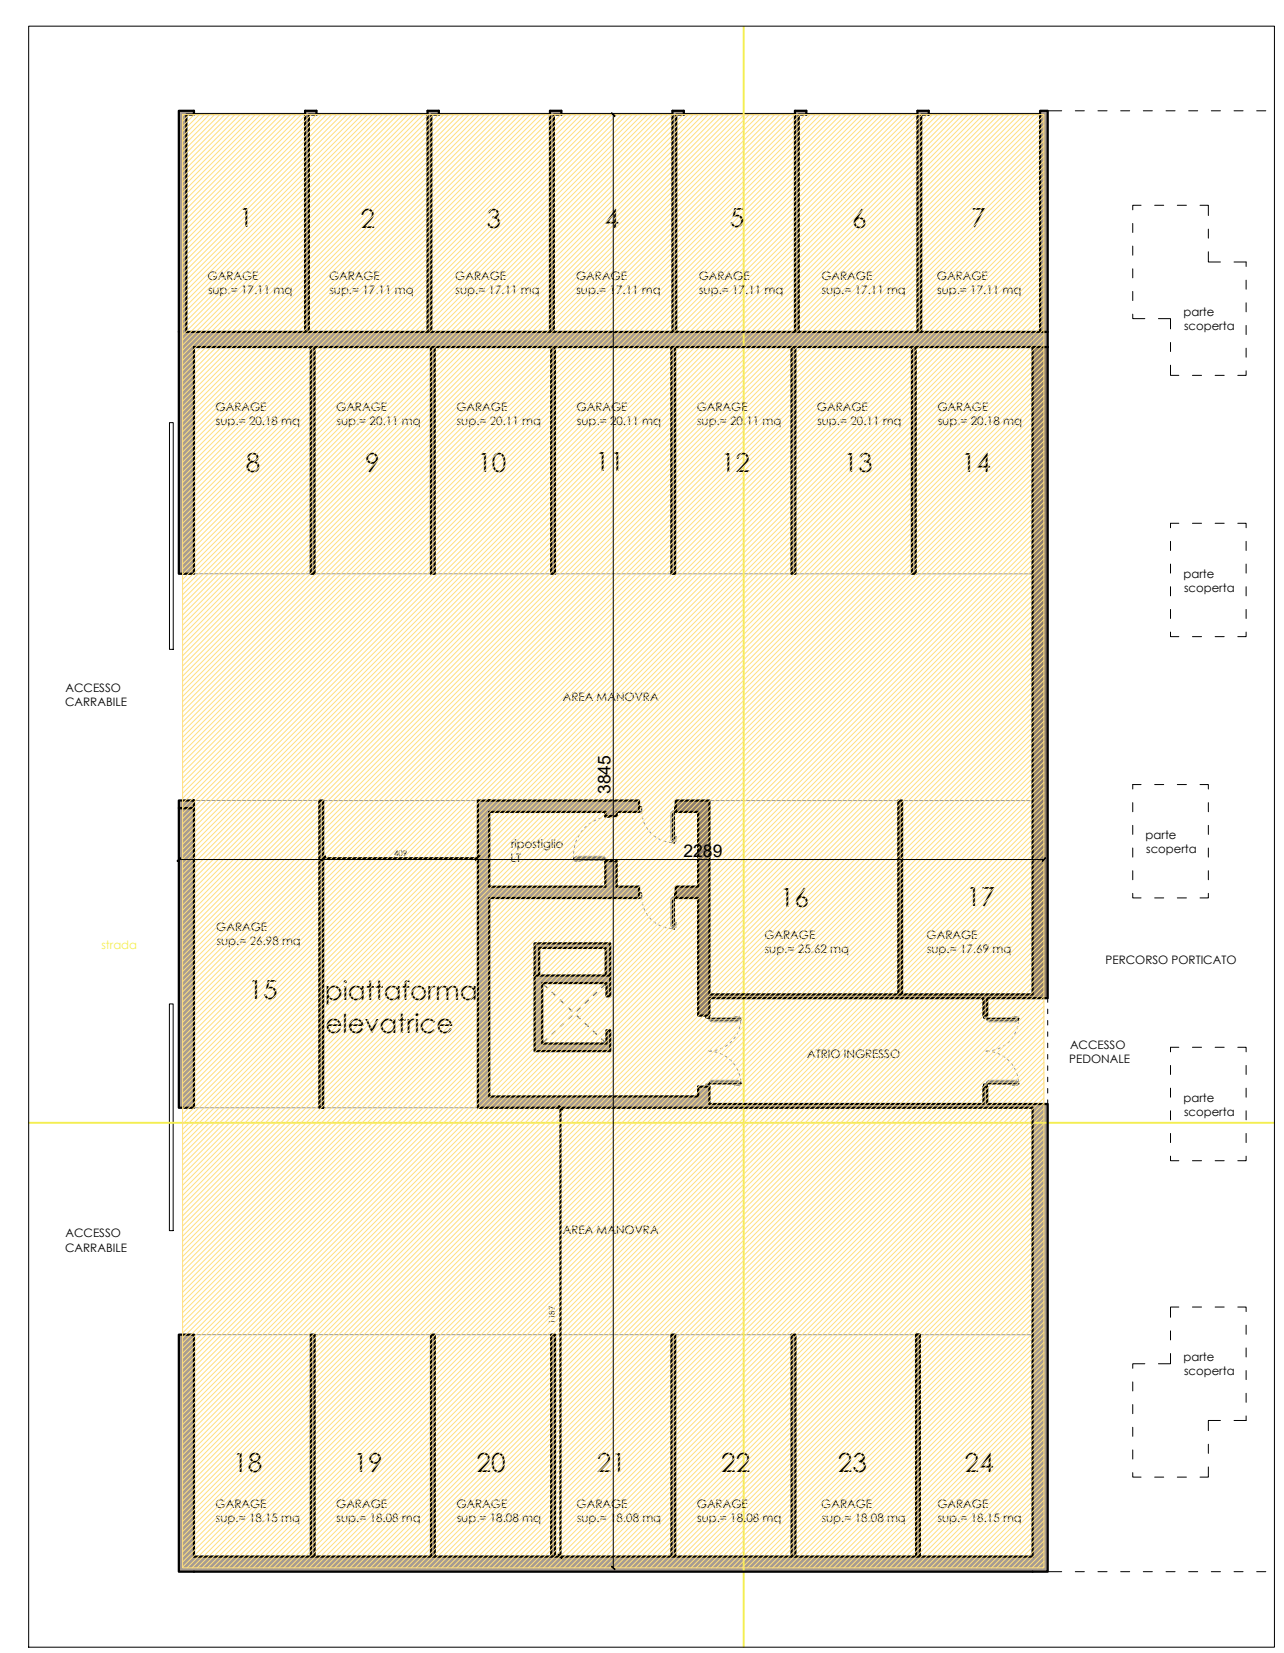 1
2
3
4
5
6
7
GARAGE
sup.= 17.11 mq
GARAGE
sup.= 17.11 mq
GARAGE
sup.= 17.11 mq
GARAGE
sup.= 17.11 mq
GARAGE
sup.= 17.11 mq
GARAGE
sup.= 17.11 mq
GARAGE
sup.= 17.11 mq
parte
scoperta
GARAGE
sup.= 20.18 mq
GARAGE
sup.= 20.11 mq
GARAGE
sup.= 20.11 mq
GARAGE
sup.= 20.11 mq
GARAGE
sup.= 20.11 mq
GARAGE
sup.= 20.11 mq
GARAGE
sup.= 20.18 mq
8
9
10
11
12
13
14
parte
scoperta
ACCESSO
CARRABILE
AREA MANOVRA
3845
ripostiglio
LT
409
2289
parte
scoperta
16
17
GARAGE
sup.= 26.98 mq
GARAGE
sup.= 25.62 mq
GARAGE
sup.= 17.69 mq
strada
PERCORSO PORTICATO
15
piattaforma
elevatrice
ATRIO INGRESSO
ACCESSO
PEDONALE
parte
scoperta
ACCESSO
CARRABILE
AREA MANOVRA
1187
parte
scoperta
18
19
20
21
22
23
24
GARAGE
sup.= 18.15 mq
GARAGE
sup.= 18.08 mq
GARAGE
sup.= 18.08 mq
GARAGE
sup.= 18.08 mq
GARAGE
sup.= 18.08 mq
GARAGE
sup.= 18.08 mq
GARAGE
sup.= 18.15 mq